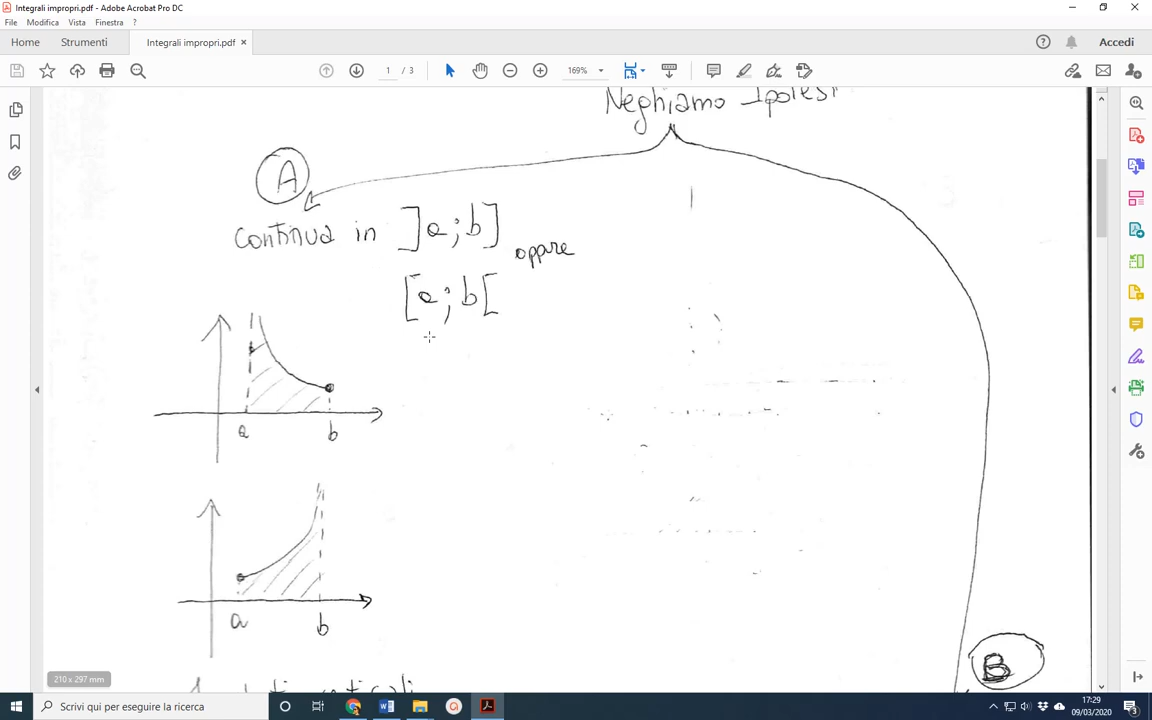 Integrali impropri.pdf - Adobe Acrobat Pro DC
File Modifica Vista Finestra ?
Home Strumenti Integrali impropri.pdf × Accedi
1 / 3 169%
Neghiamo Ipotesi
A
continua in ]a;b] oppure
[a;b[
a b
a b
B
210 x 297 mm
Scrivi qui per eseguire la ricerca
17:29
09/03/2020
3